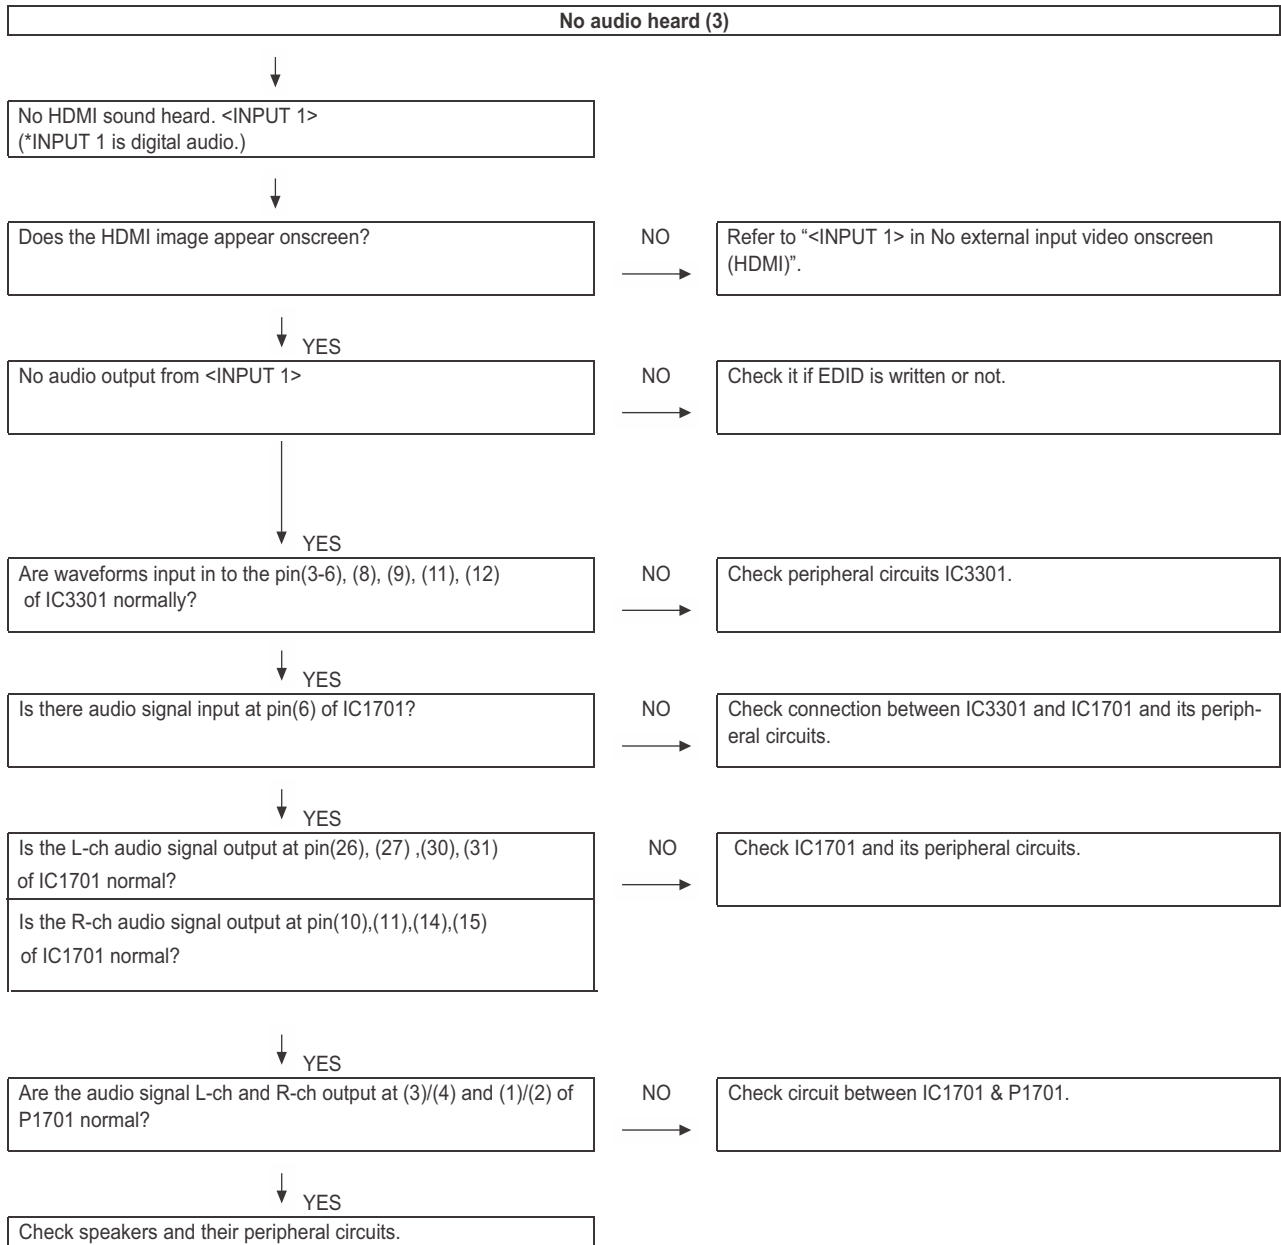 No audio heard (3)
No HDMI sound heard. <INPUT 1>
(*INPUT 1 is digital audio.)
Does the HDMI image appear onscreen?
NO
Refer to “<INPUT 1> in No external input video onscreen
(HDMI)”.
YES
No audio output from <INPUT 1>
NO
Check it if EDID is written or not.
YES
Are waveforms input in to the pin(3-6), (8), (9), (11), (12)
of IC3301 normally?
NO
Check peripheral circuits IC3301.
YES
Is there audio signal input at pin(6) of IC1701?
NO
Check connection between IC3301 and IC1701 and its periph-
eral circuits.
YES
Is the L-ch audio signal output at pin(26), (27) ,(30), (31)
of IC1701 normal?
NO
Check IC1701 and its peripheral circuits.
Is the R-ch audio signal output at pin(10),(11),(14),(15)
of IC1701 normal?
YES
Are the audio signal L-ch and R-ch output at (3)/(4) and (1)/(2) of
P1701 normal?
NO
Check circuit between IC1701 & P1701.
YES
Check speakers and their peripheral circuits.